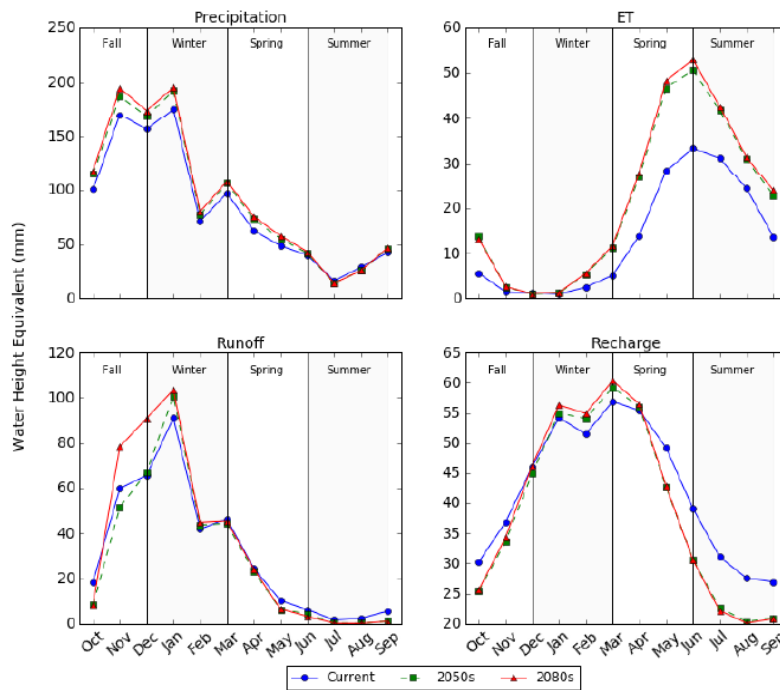 Precipitation
ET
250
200
150
100
50
0
Fall
Winter
Spring
Summer
60
50
40
30
20
10
0
Fall
Winter
Spring
Summer
Water Height Equivalent (mm)
Runoff
Recharge
120
100
80
60
40
20
0
Fall
Winter
Spring
Summer
65
60
55
50
45
40
35
30
25
20
Fall
Winter
Spring
Summer
Oct Nov Dec Jan Feb Mar Apr May Jun Jul Aug Sep
Oct Nov Dec Jan Feb Mar Apr May Jun Jul Aug Sep
Current 2050s 2080s